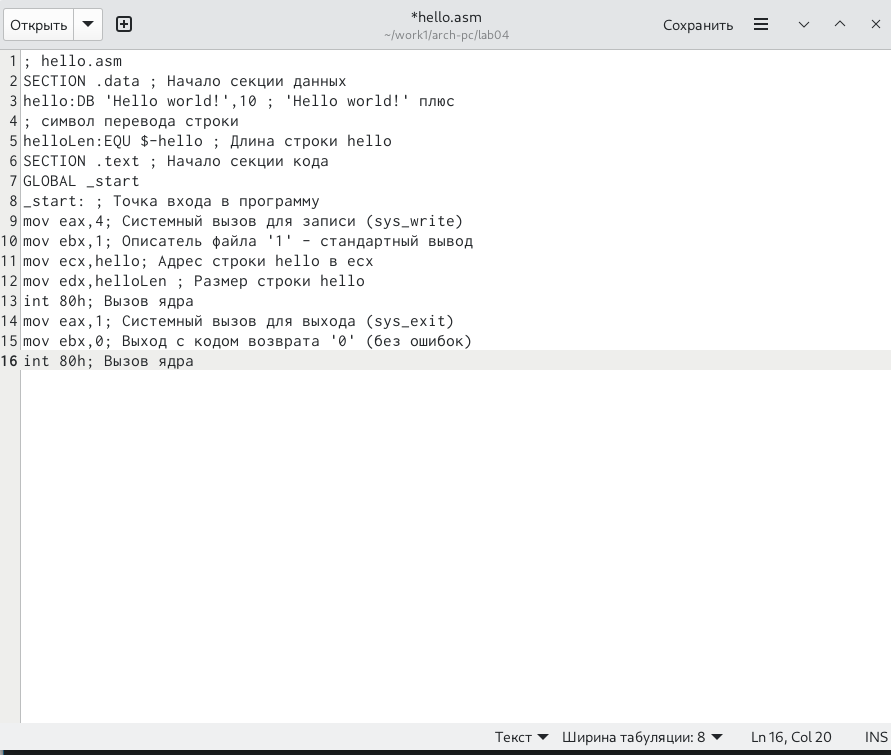 Открыть
*hello.asm
~/work1/arch-pc/lab04
Сохранить
1 ; hello.asm
2 SECTION .data ; Начало секции данных
3 hello:DB 'Hello world!',10 ; 'Hello world!' плюс
4 ; символ перевода строки
5 helloLen:EQU $-hello ; Длина строки hello
6 SECTION .text ; Начало секции кода
7 GLOBAL _start
8 _start: ; Точка входа в программу
9 mov eax,4; Системный вызов для записи (sys_write)
10 mov ebx,1; Описатель файла '1' - стандартный вывод
11 mov ecx,hello; Адрес строки hello в ecx
12 mov edx,helloLen ; Размер строки hello
13 int 80h; Вызов ядра
14 mov eax,1; Системный вызов для выхода (sys_exit)
15 mov ebx,0; Выход с кодом возврата '0' (без ошибок)
16 int 80h; Вызов ядра
Текст Ширина табуляции: 8 Ln 16, Col 20 INS